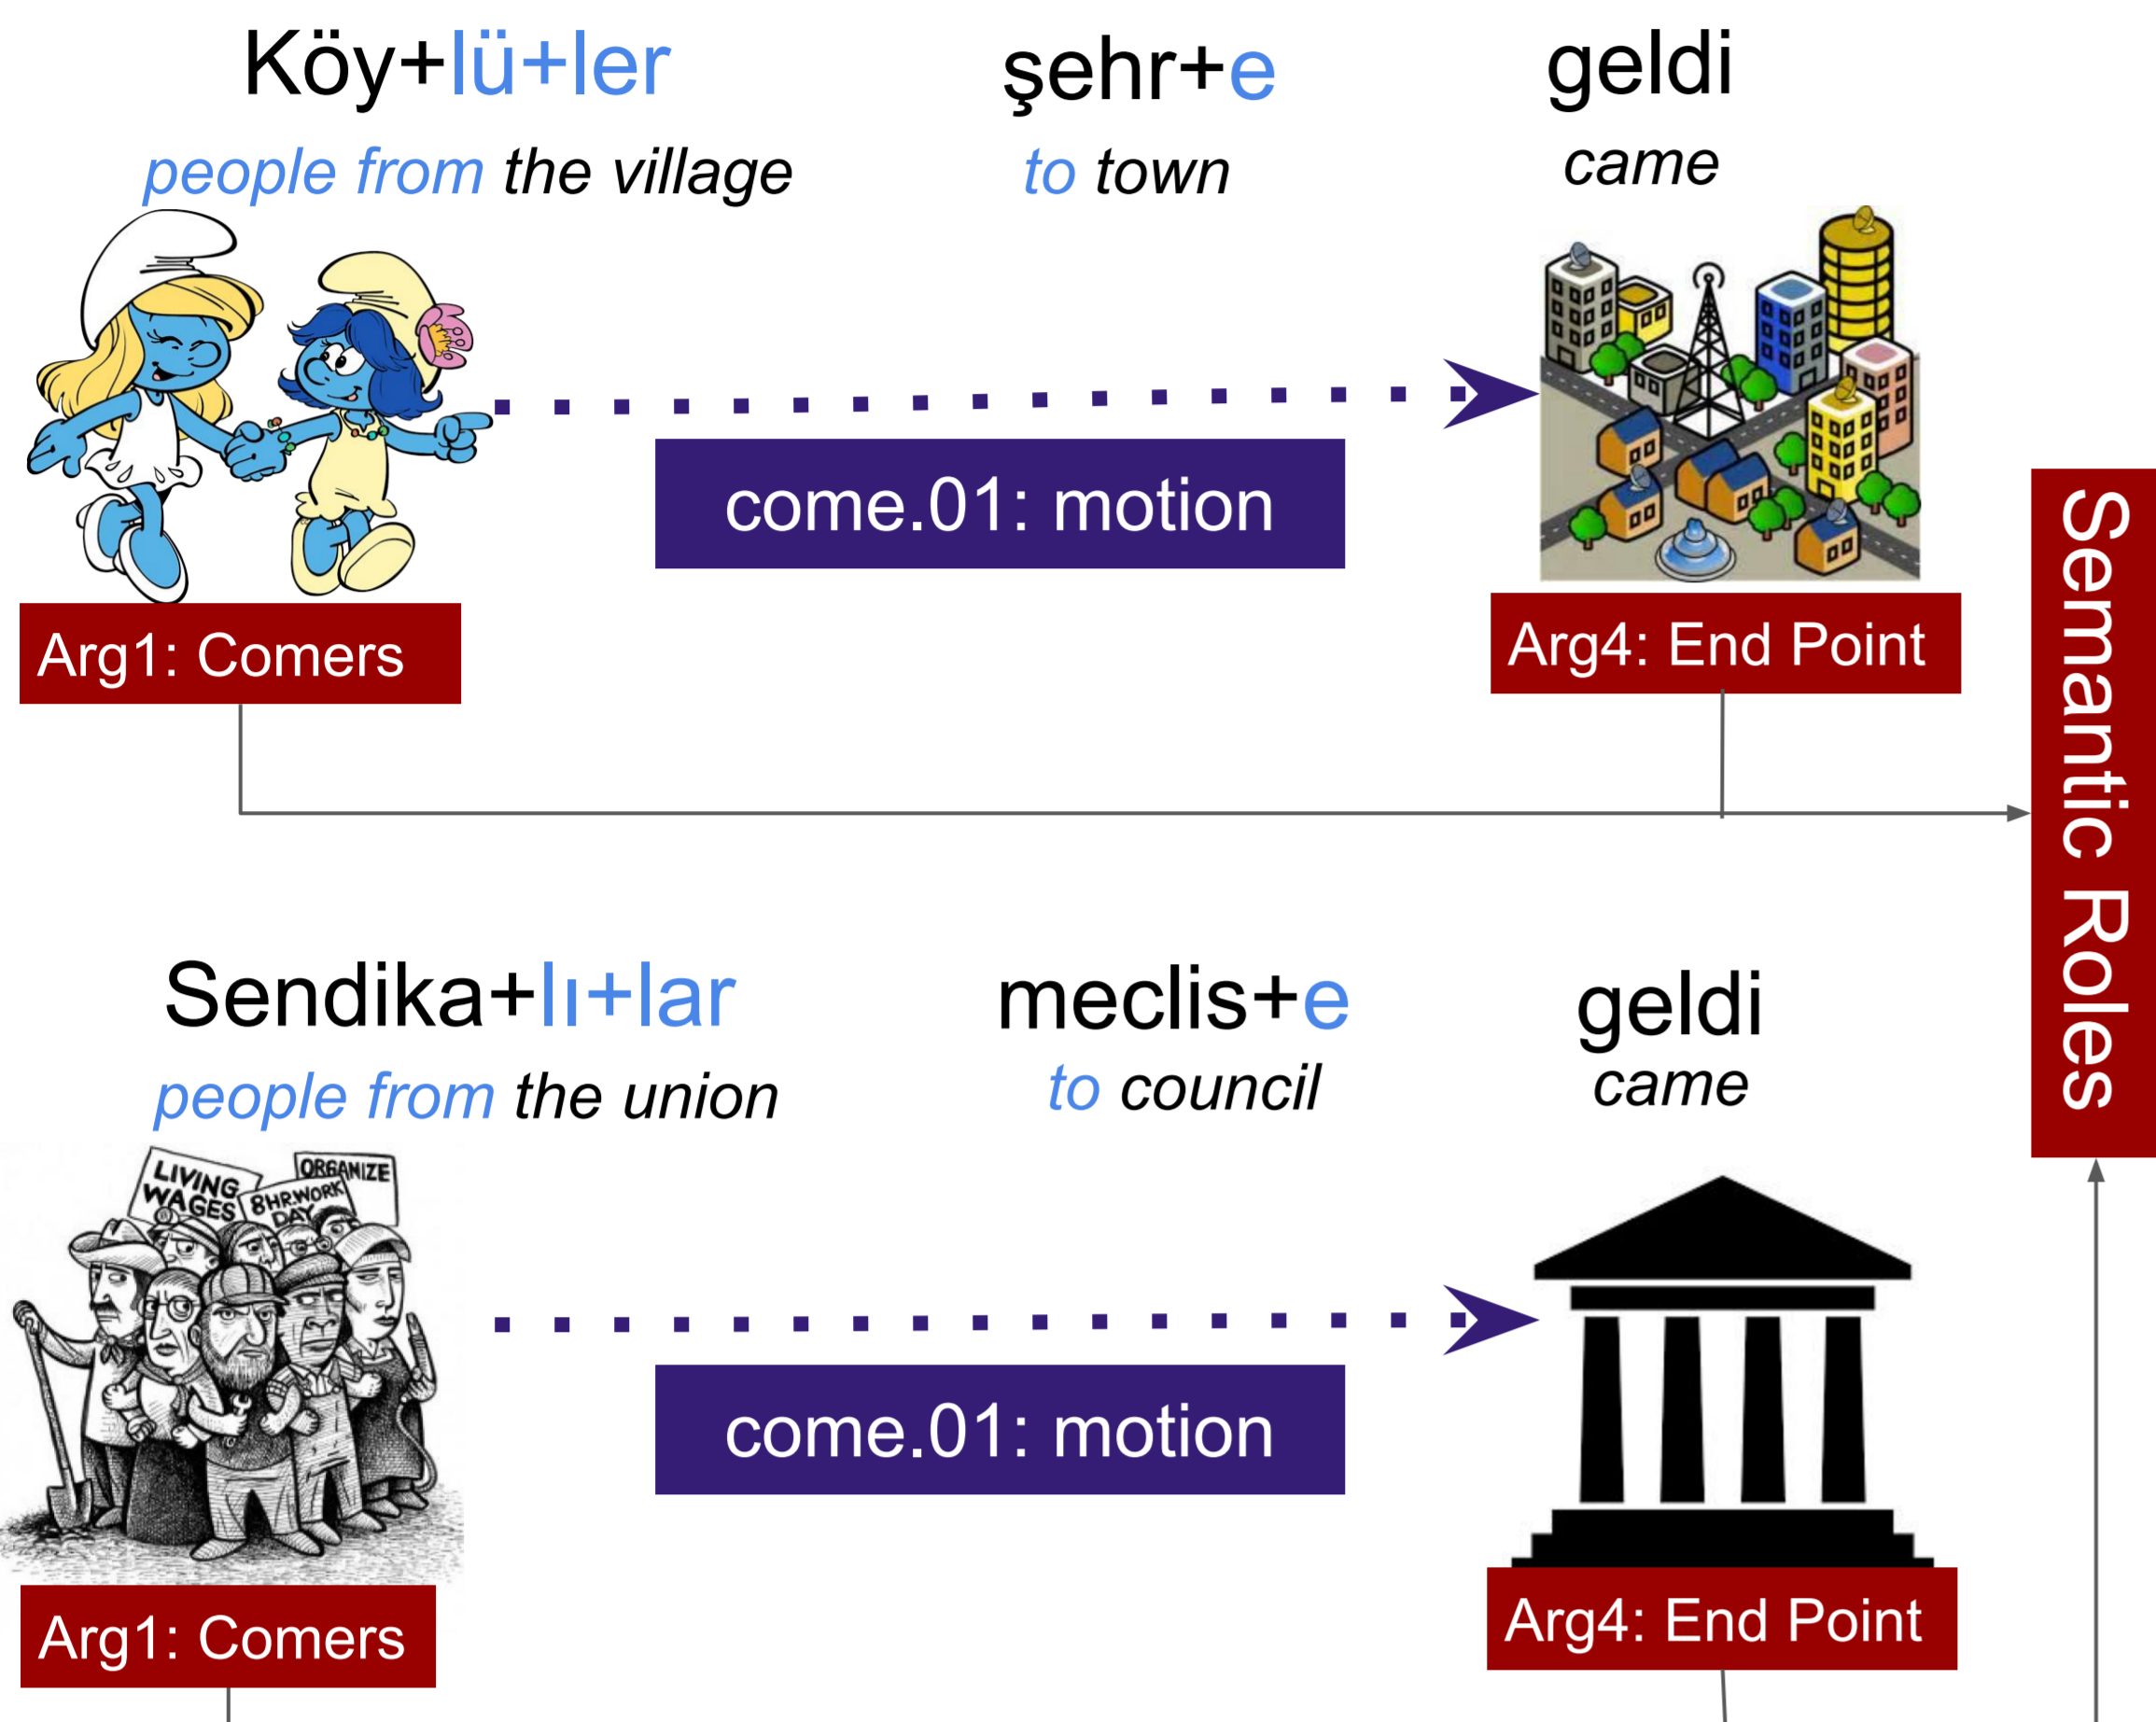 Köy+lü+ler şehr+e geldi
people from the village to town came
come.01: motion
Arg1: Comers Arg4: End Point
Semantic Roles
Sendika+lı+lar meclis+e geldi
people from the union to council came
LIVING WAGES
8HR.WORK DAY
ORGANIZE
come.01: motion
Arg1: Comers Arg4: End Point